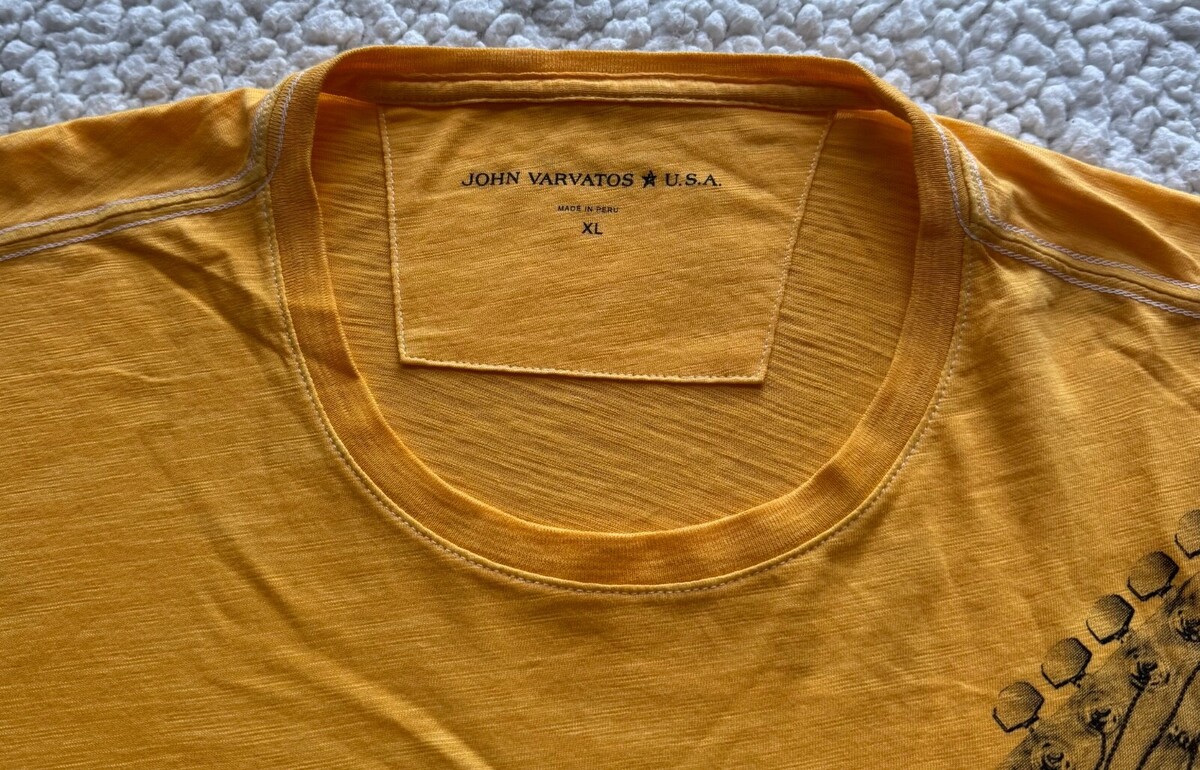 JOHN VARVATOS ★ U.S.A.
MADE IN PERU
XL